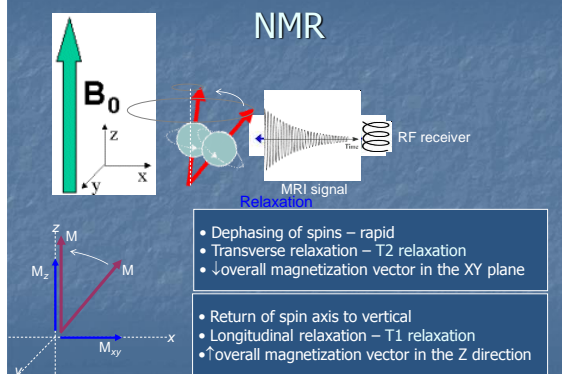 NMR
B0
z
x
y
Time
RF receiver
MRI signal
Relaxation
z
M
Mz
M
x
Mxy
y
• Dephasing of spins – rapid
• Transverse relaxation – T2 relaxation
• ↓overall magnetization vector in the XY plane
• Return of spin axis to vertical
• Longitudinal relaxation – T1 relaxation
•↑overall magnetization vector in the Z direction